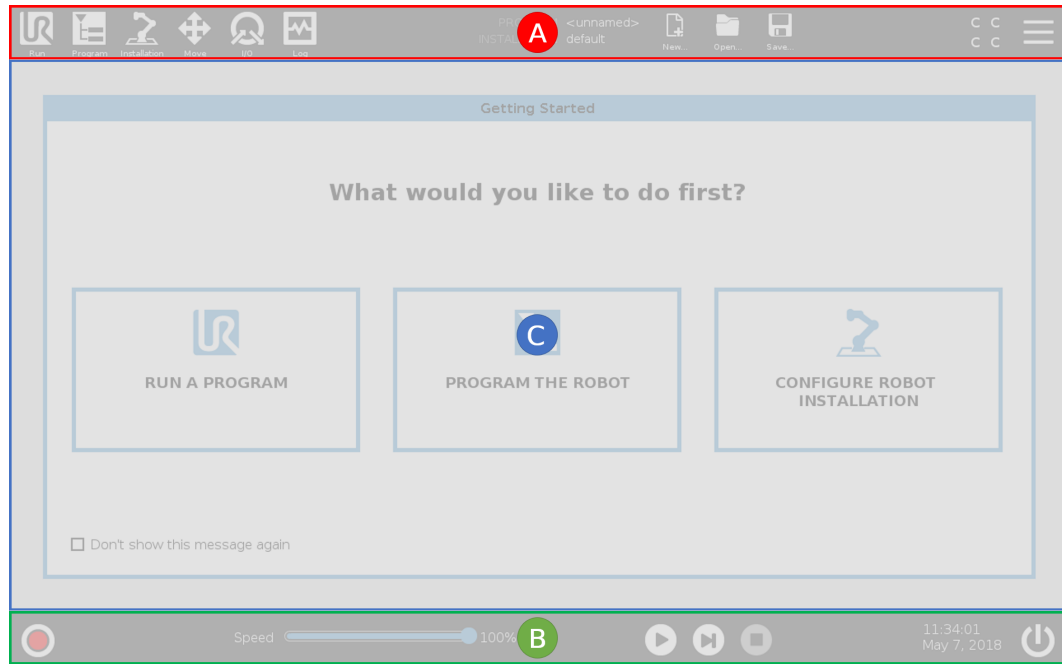 PRO A <unnamed>
INSTAL default
C C
C C
Run Program Installation Move I/O Log New... Open... Save...
Getting Started
What would you like to do first?
C
RUN A PROGRAM
PROGRAM THE ROBOT
CONFIGURE ROBOT
INSTALLATION
Don't show this message again
Speed 100% B
11:34:01
May 7, 2018